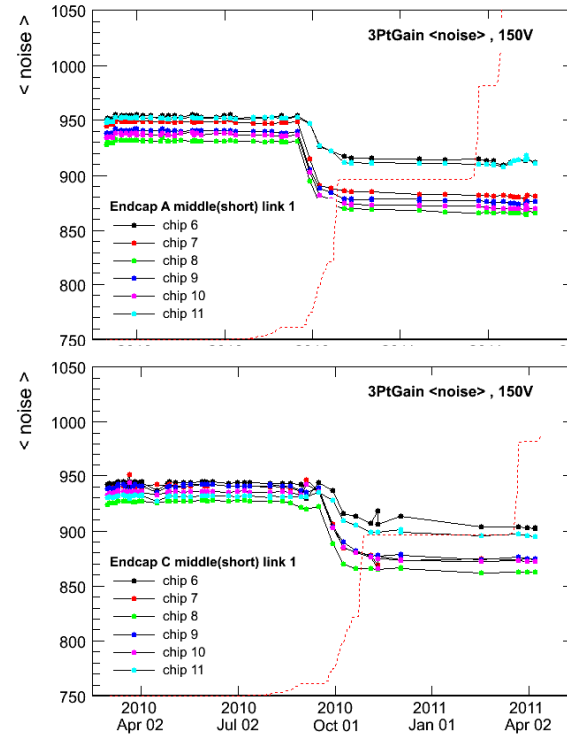 1050
3PtGain <noise> , 150V
1000
< noise >
950
900
Endcap A middle(short) link 1
850
chip 6
chip 7
chip 8
800
chip 9
chip 10
chip 11
750
1050
3PtGain <noise> , 150V
1000
< noise >
950
900
Endcap C middle(short) link 1
850
chip 6
chip 7
chip 8
800
chip 9
chip 10
chip 11
750
2010 2010 2010 2011 2011
Apr 02 Jul 02 Oct 01 Jan 01 Apr 02